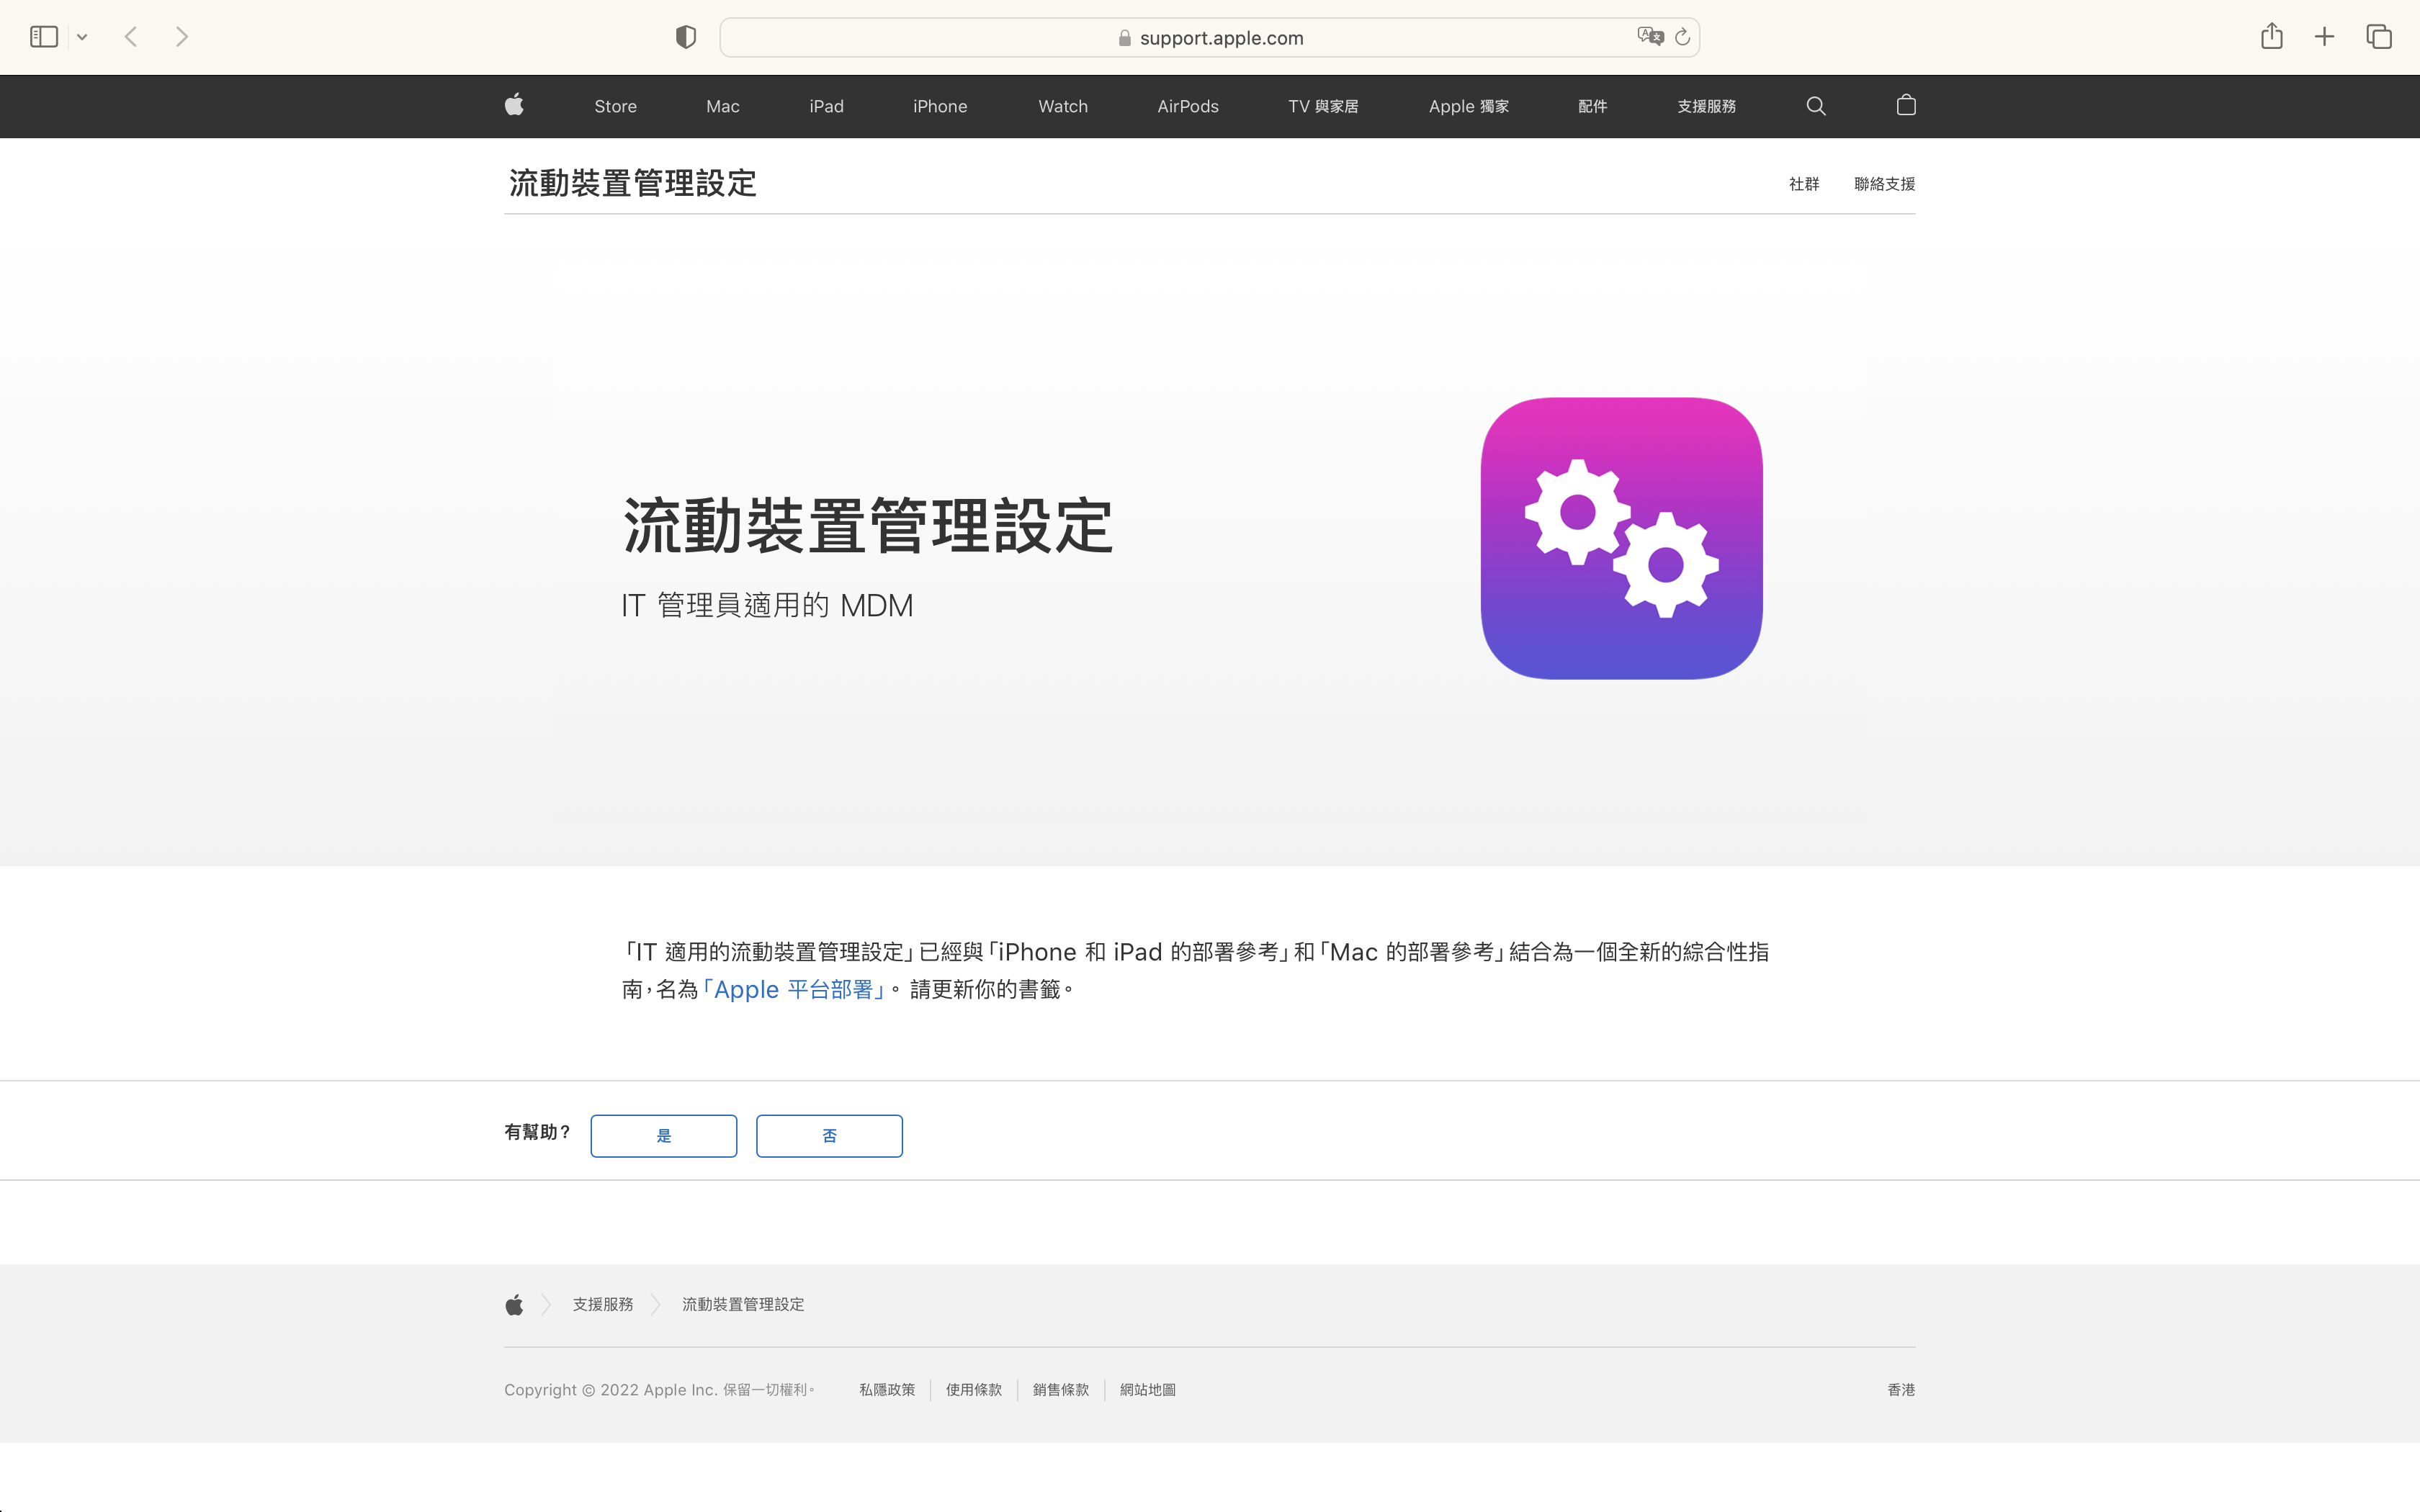 support.apple.com
Store Mac iPad iPhone Watch AirPods TV 與家居 Apple 獨家 配件 支援服務
流動裝置管理設定 社群 聯絡支援
流動裝置管理設定
IT 管理員適用的 MDM
「IT 適用的流動裝置管理設定」已經與「iPhone 和 iPad 的部署參考」和「Mac 的部署參考」結合為一個全新的綜合性指
南，名為「Apple 平台部署」。請更新你的書籤。
有幫助？ 是 否
支援服務 流動裝置管理設定
Copyright © 2022 Apple Inc. 保留一切權利。 私隱政策 使用條款 銷售條款 網站地圖 香港